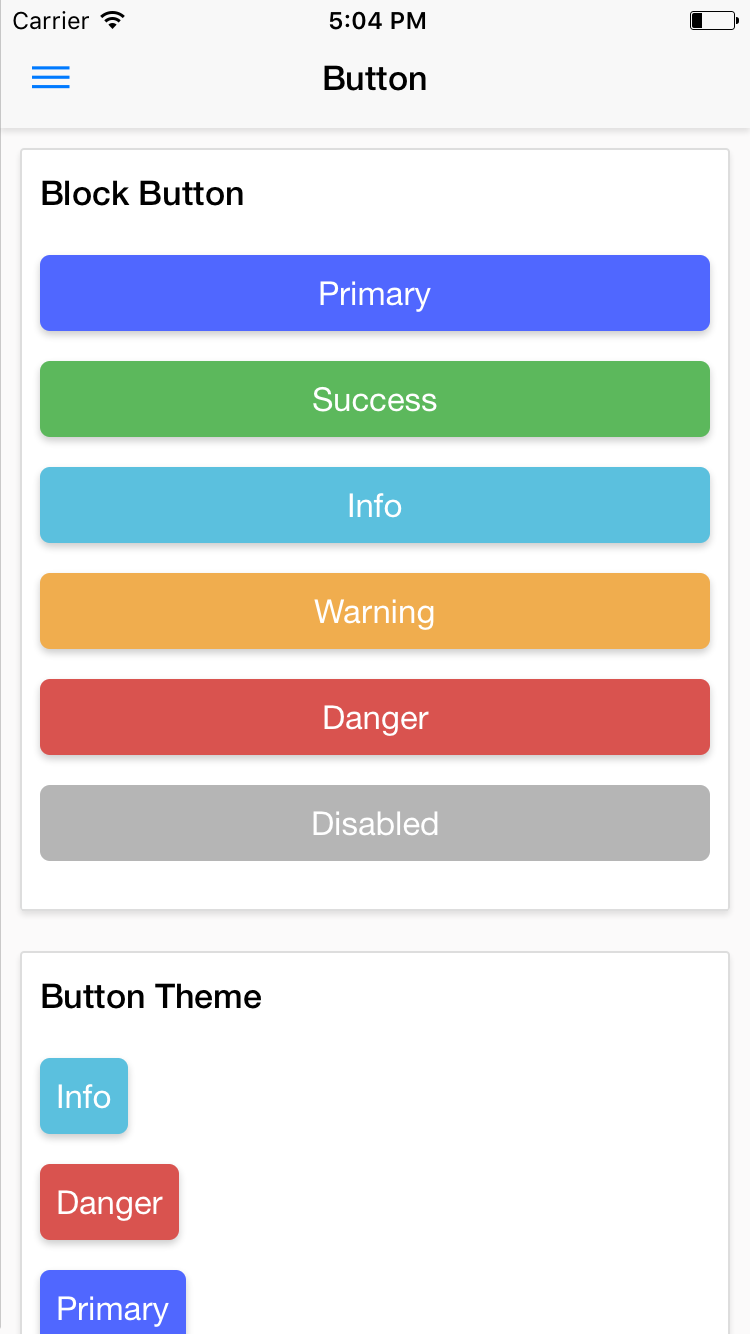 Carrier 5:04 PM
Button
Block Button
Primary
Success
Info
Warning
Danger
Disabled
Button Theme
Info
Danger
Primary